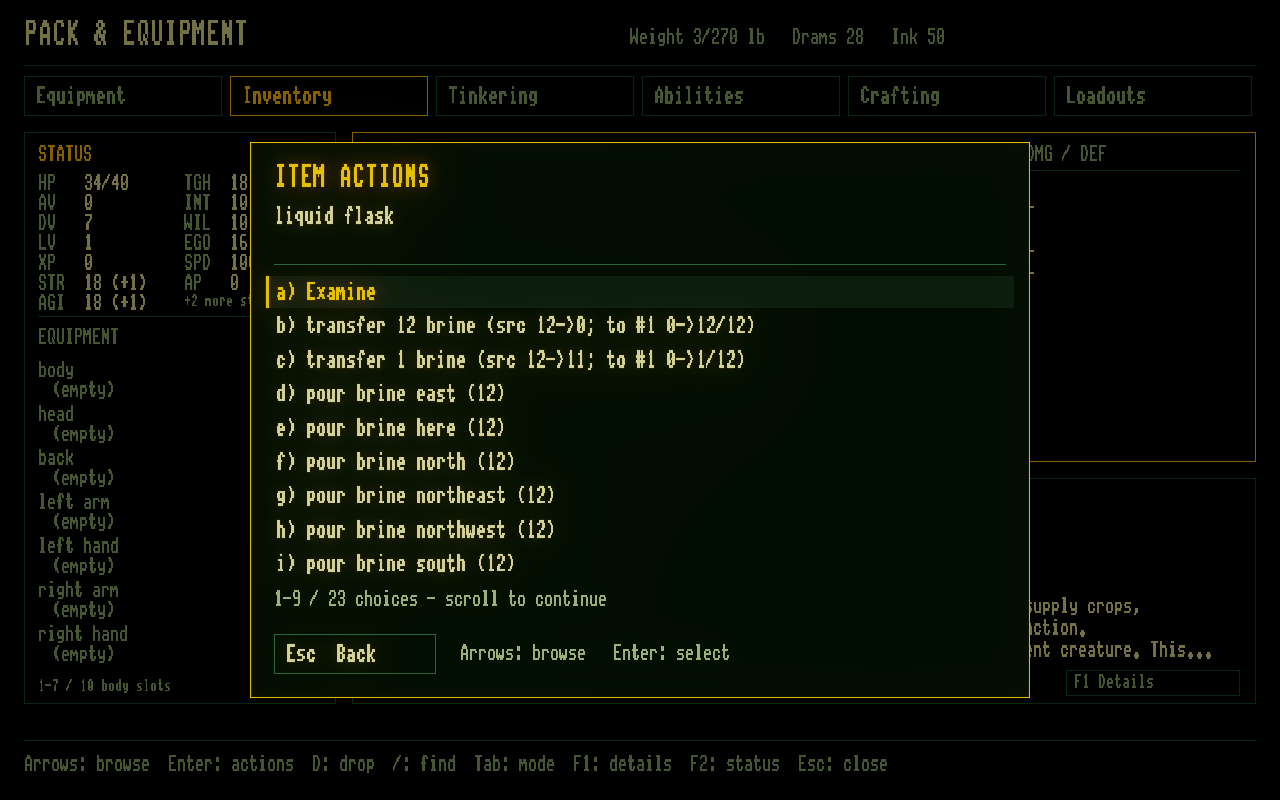 PACK & EQUIPMENT
Weight 3/270 lb Drams 28 Ink 50
Equipment
Inventory
Tinkering
Abilities
Crafting
Loadouts
STATUS
HP 34/40 TGH 18
AV 0 INT 10
DV 7 WIL 10
LV 1 EGO 16
XP 0 SPD
STR 18 (+1) AP 0
AGI 18 (+1) +2 more
EQUIPMENT
body
(empty)
head
(empty)
back
(empty)
left arm
(empty)
left hand
(empty)
right arm
(empty)
right hand
(empty)
1-7 / 10 body slots
/ DEF
ITEM ACTIONS
liquid flask
a) Examine
b) transfer 12 brine (src 12->0; to #1 0->12/12)
c) transfer 1 brine (src 12->11; to #1 0->1/12)
d) pour brine east (12)
e) pour brine here (12)
f) pour brine north (12)
g) pour brine northeast (12)
h) pour brine northwest (12)
i) pour brine south (12)
1-9 / 23 choices - scroll to continue
Esc Back
Arrows: browse Enter: select
supply crops,
creature. This...
F1 Details
Arrows: browse Enter: actions D: drop /: find Tab: mode F1: details F2: status Esc: close